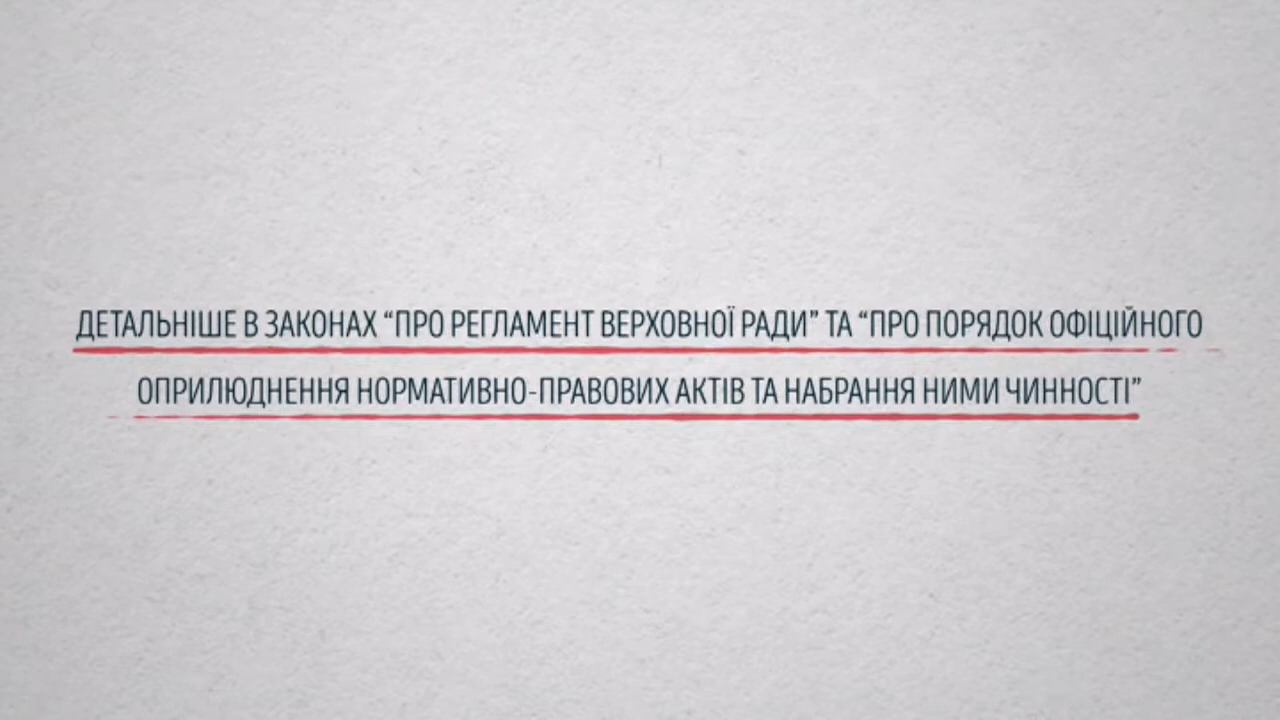 ДЕТАЛЬНІШЕ В ЗАКОНАХ “ПРО РЕГЛАМЕНТ ВЕРХОВНОЇ РАДИ” ТА “ПРО ПОРЯДОК ОФІЦІЙНОГО
ОПРИЛЮДНЕННЯ НОРМАТИВНО-ПРАВОВИХ АКТІВ ТА НАБРАННЯ НИМИ ЧИННОСТІ”